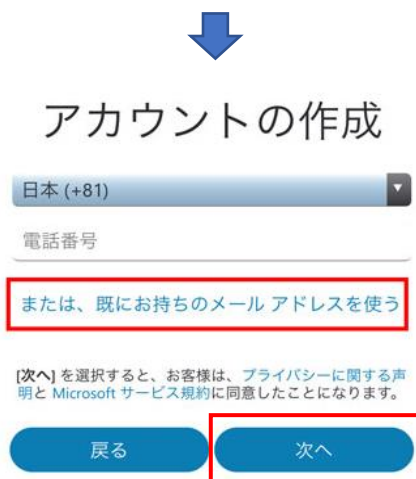 アカウントの作成
日本 (+81)
電話番号
または、既にお持ちのメール アドレスを使う
[次へ] を選択すると、お客様は、プライバシーに関する声
明と Microsoft サービス規約に同意したことになります。
戻る
次へ